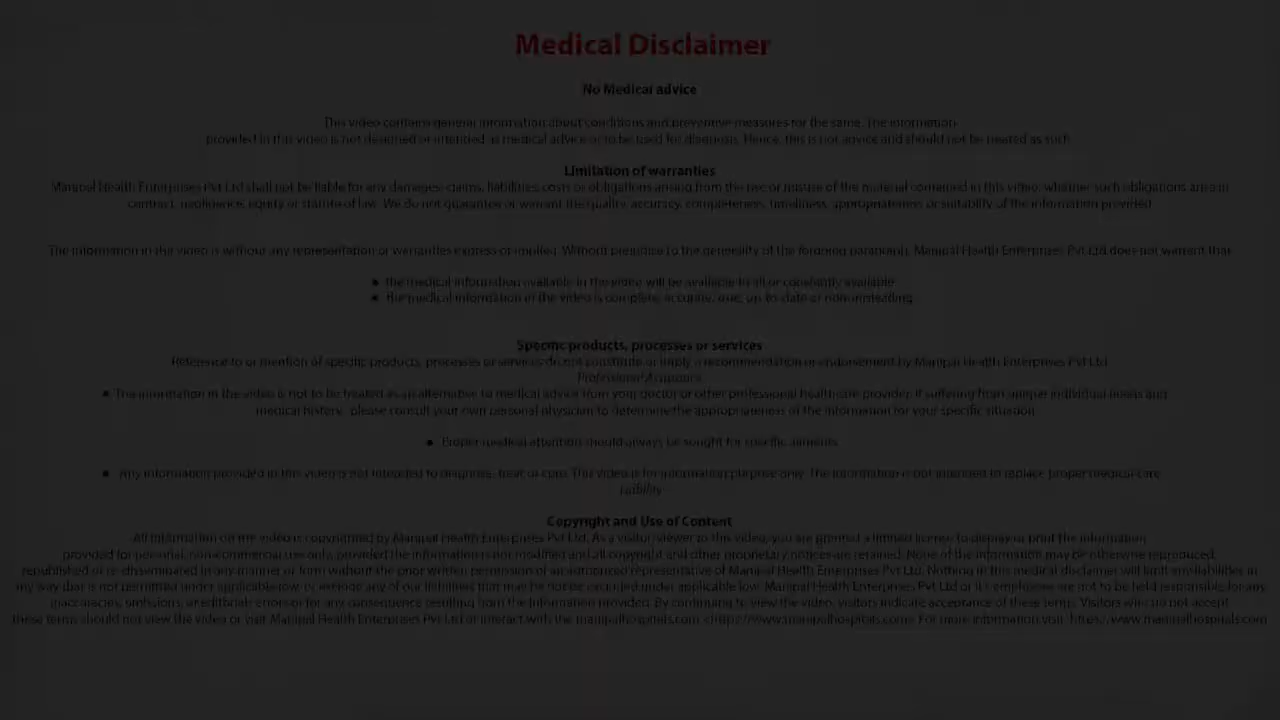 Medical Disclaimer
No Medical advice
This video contains general information about conditions and preventive measures for the same. The information
provided in this video is not designed or intended as medical advice or to be used for diagnosis. Hence, this is not advice and should not be treated as such
Limitation of warranties
Manipal Health Enterprises Pvt Ltd shall not be liable for any damages, claims, liabilities, costs or obligations arising from the use or misuse of the material contained in this video, whether such obligations arise in
contract, negligence, equity or statute of law. We do not guarantee or warrant the quality, accuracy, completeness, timeliness, appropriateness or suitability of the information provided
The information in the video is without any representation or warranties express or implied. Without prejudice to the generality of the forgoing paragraph, Manipal Health Enterprises Pvt Ltd does not warrant that
● the medical information available in the video will be available to all or constantly available
● the medical information in the video is complete, accurate, true, up-to-date or non-misleading
Specific products, processes or services
Reference to or mention of specific products, processes or services do not constitute or imply a recommendation or endorsement by Manipal Health Enterprises Pvt Ltd
Professional
● The information in the video is not to be treated as an alternative to medical advice from your doctor or other professional healthcare provider. If suffering from unique individual needs and
medical history, please consult your own personal physician to determine the appropriateness of the information for your specific situation
● Proper medical attention should always be sought for specific ailments
● Any information provided in this video is not intended to diagnose, treat or cure. This video is for information purpose only. The information is not intended to replace proper medical care
Liability
Copyright and Use of Content
All information on the video is copyrighted by Manipal Health Enterprises Pvt Ltd. As a visitor/viewer to this video, you are granted a limited license to display or print the information
provided for personal, non-commercial use only, provided the information is not modified and all copyright and other proprietary notices are retained. None of the information may be otherwise reproduced,
republished or re-disseminated in any manner or form without the prior written permission of an authorized representative of Manipal Health Enterprises Pvt Ltd. Nothing in this medical disclaimer will limit any liabilities in
my way that is not permitted under applicable low, or exclude any of our liabilities that may be not be excluded under applicable low. Manipal Health Enterprises Pvt Ltd or it's employees are not to be held responsible for any
inaccuracies, omissions, or editorials errors or for any consequence resulting from the information provided. By continuing to view the video, visitors indicate acceptance of these terms. Visitors who do not accept
these terms should not view the video or visit Manipal Health Enterprises Pvt Ltd or interact with the manipalhospitals.com <https://www.manipalhospitals.com>. For more information visit: https://www.manipalhospitals.com